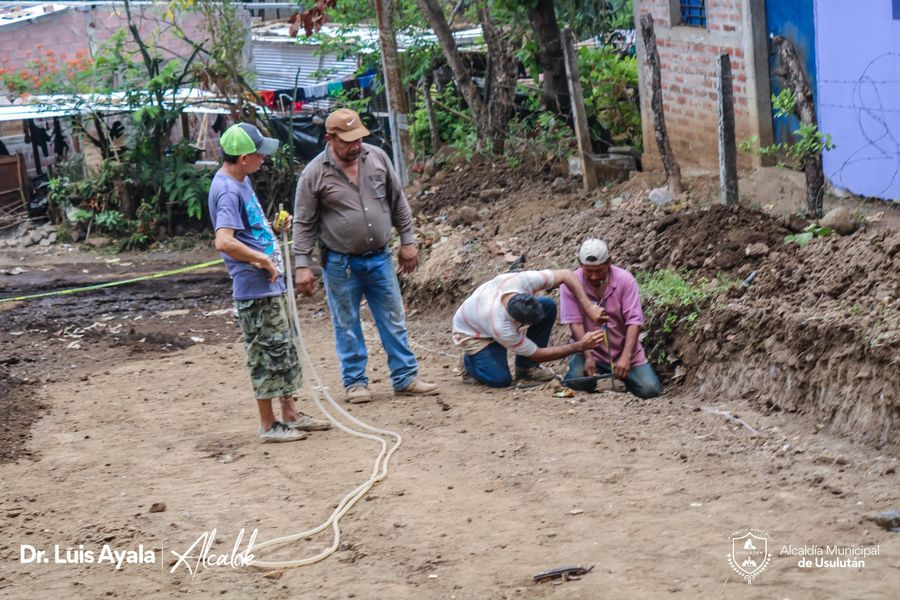 Dr. Luis Ayala | Alcalde
Alcaldía Municipal
de Usulután